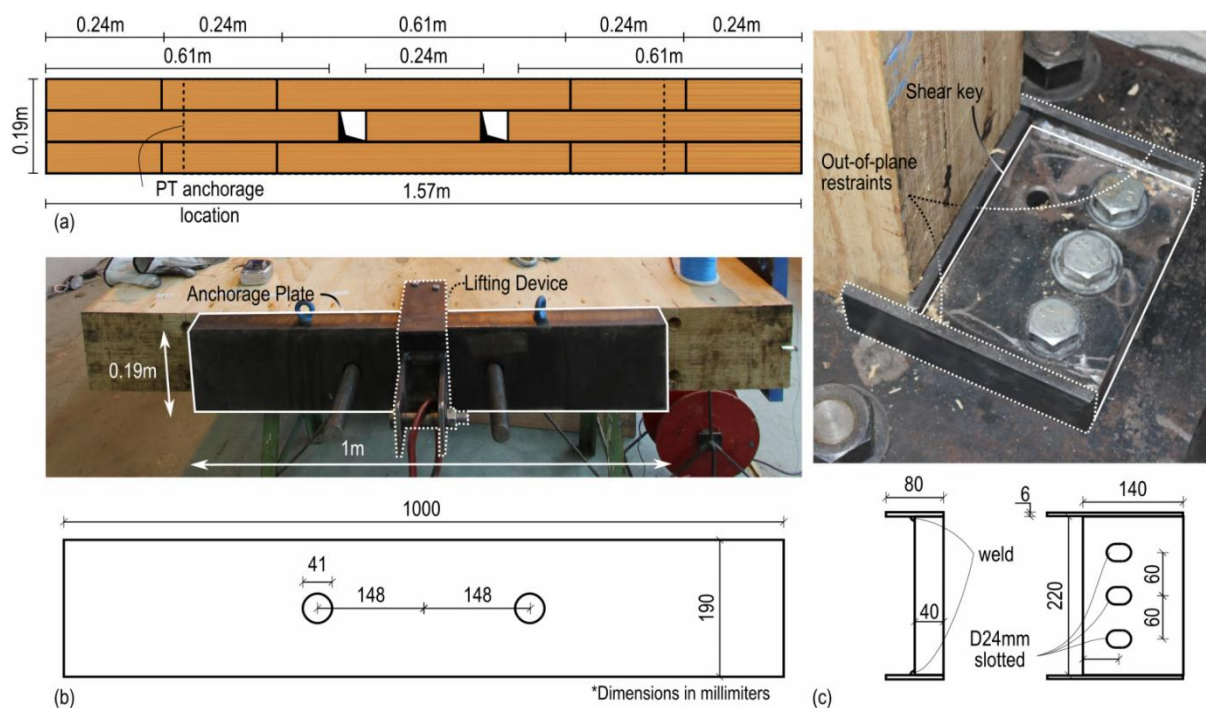 0.24m 0.24m 0.61m 0.24m 0.24m
0.61m 0.24m 0.61m
0.19m
PT anchorage
location
1.57m
(a)
Anchorage Plate
Lifting Device
0.19m
1m
1000
41
148 148
190
(b)
*Dimensions in millimiters
Shear key
Out-of-plane
restraints
80
6
140
weld
40
220
60
60
D24mm
slotted
(c)